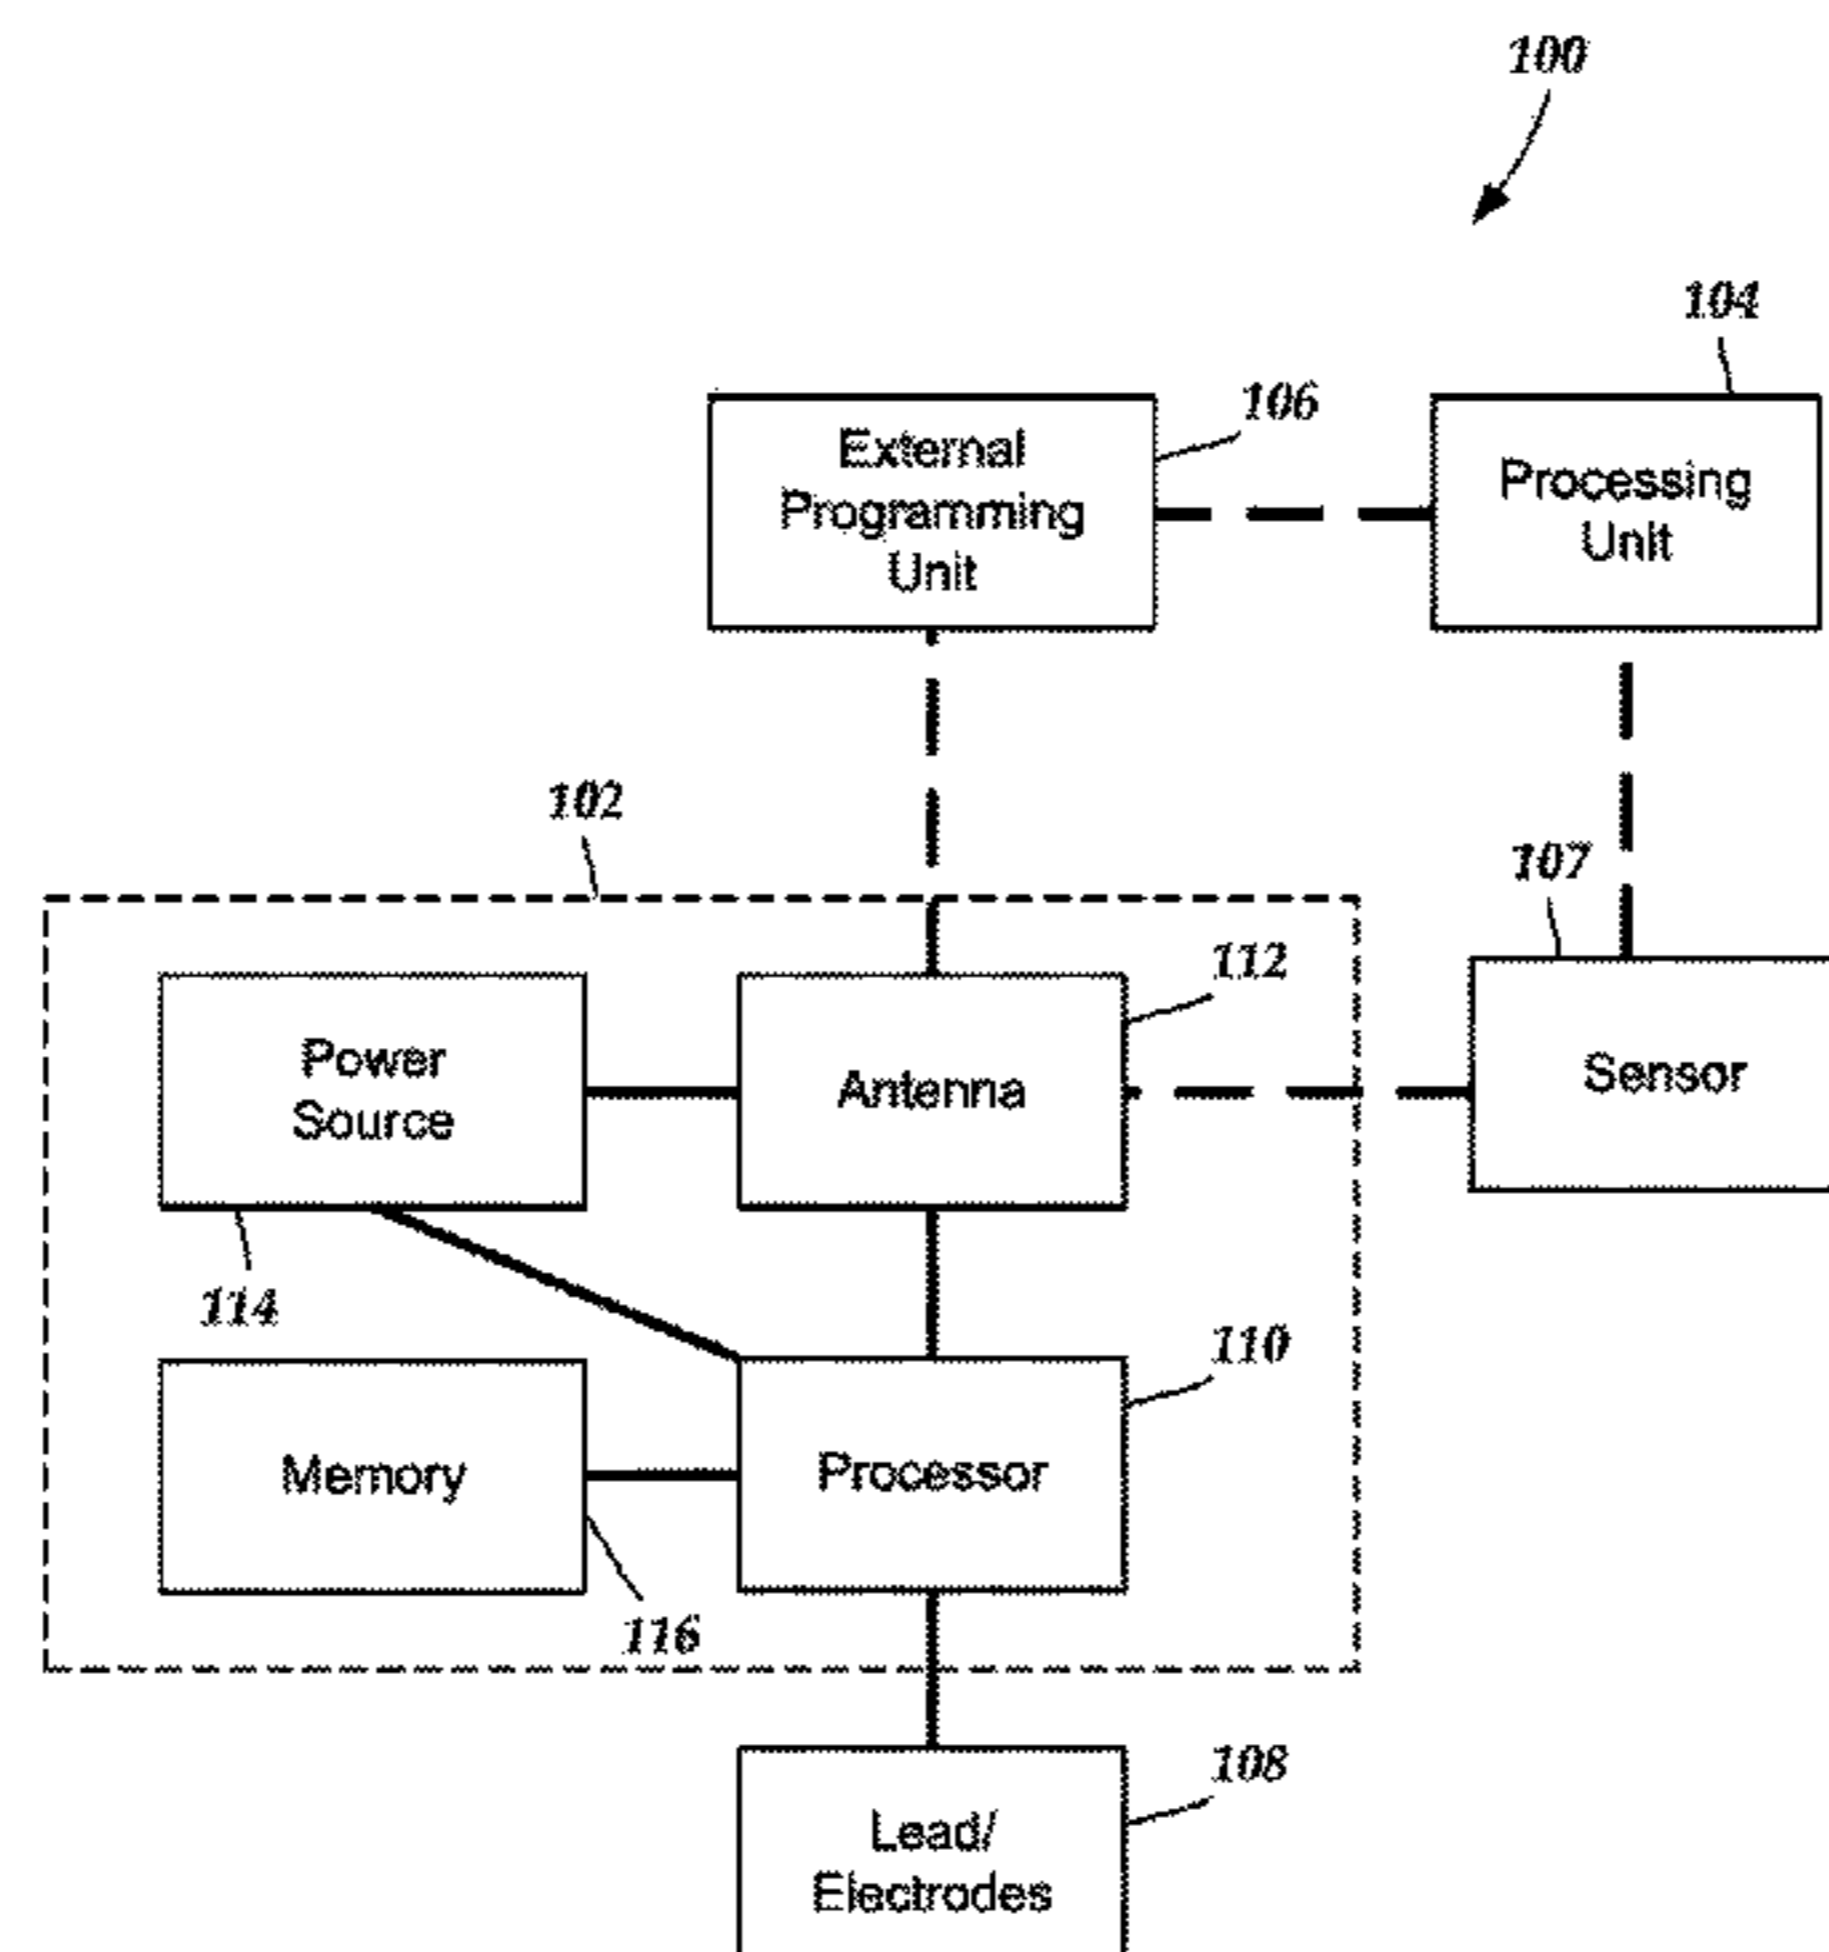 100
104
106
External
Programming
Unit
Processing
Unit
102
107
112
Power
Source
Antenna
Sensor
114
110
Memory
Processor
116
108
Lead/
Electrodes